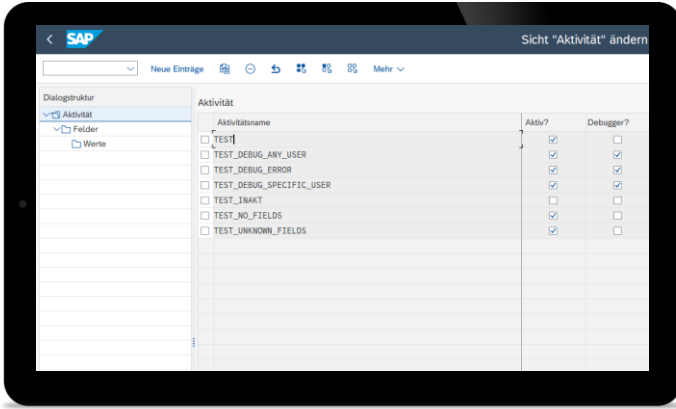 SAP
Sicht "Aktivität" ändern
Neue Einträge
Mehr
Dialogstruktur
Aktivität
Felder
Werte
Aktivität
Aktivitätsname Aktiv? Debugger?
TEST
TEST_DEBUG_ANY_USER
TEST_DEBUG_ERROR
TEST_DEBUG_SPECIFIC_USER
TEST_INAKT
TEST_NO_FIELDS
TEST_UNKNOWN_FIELDS